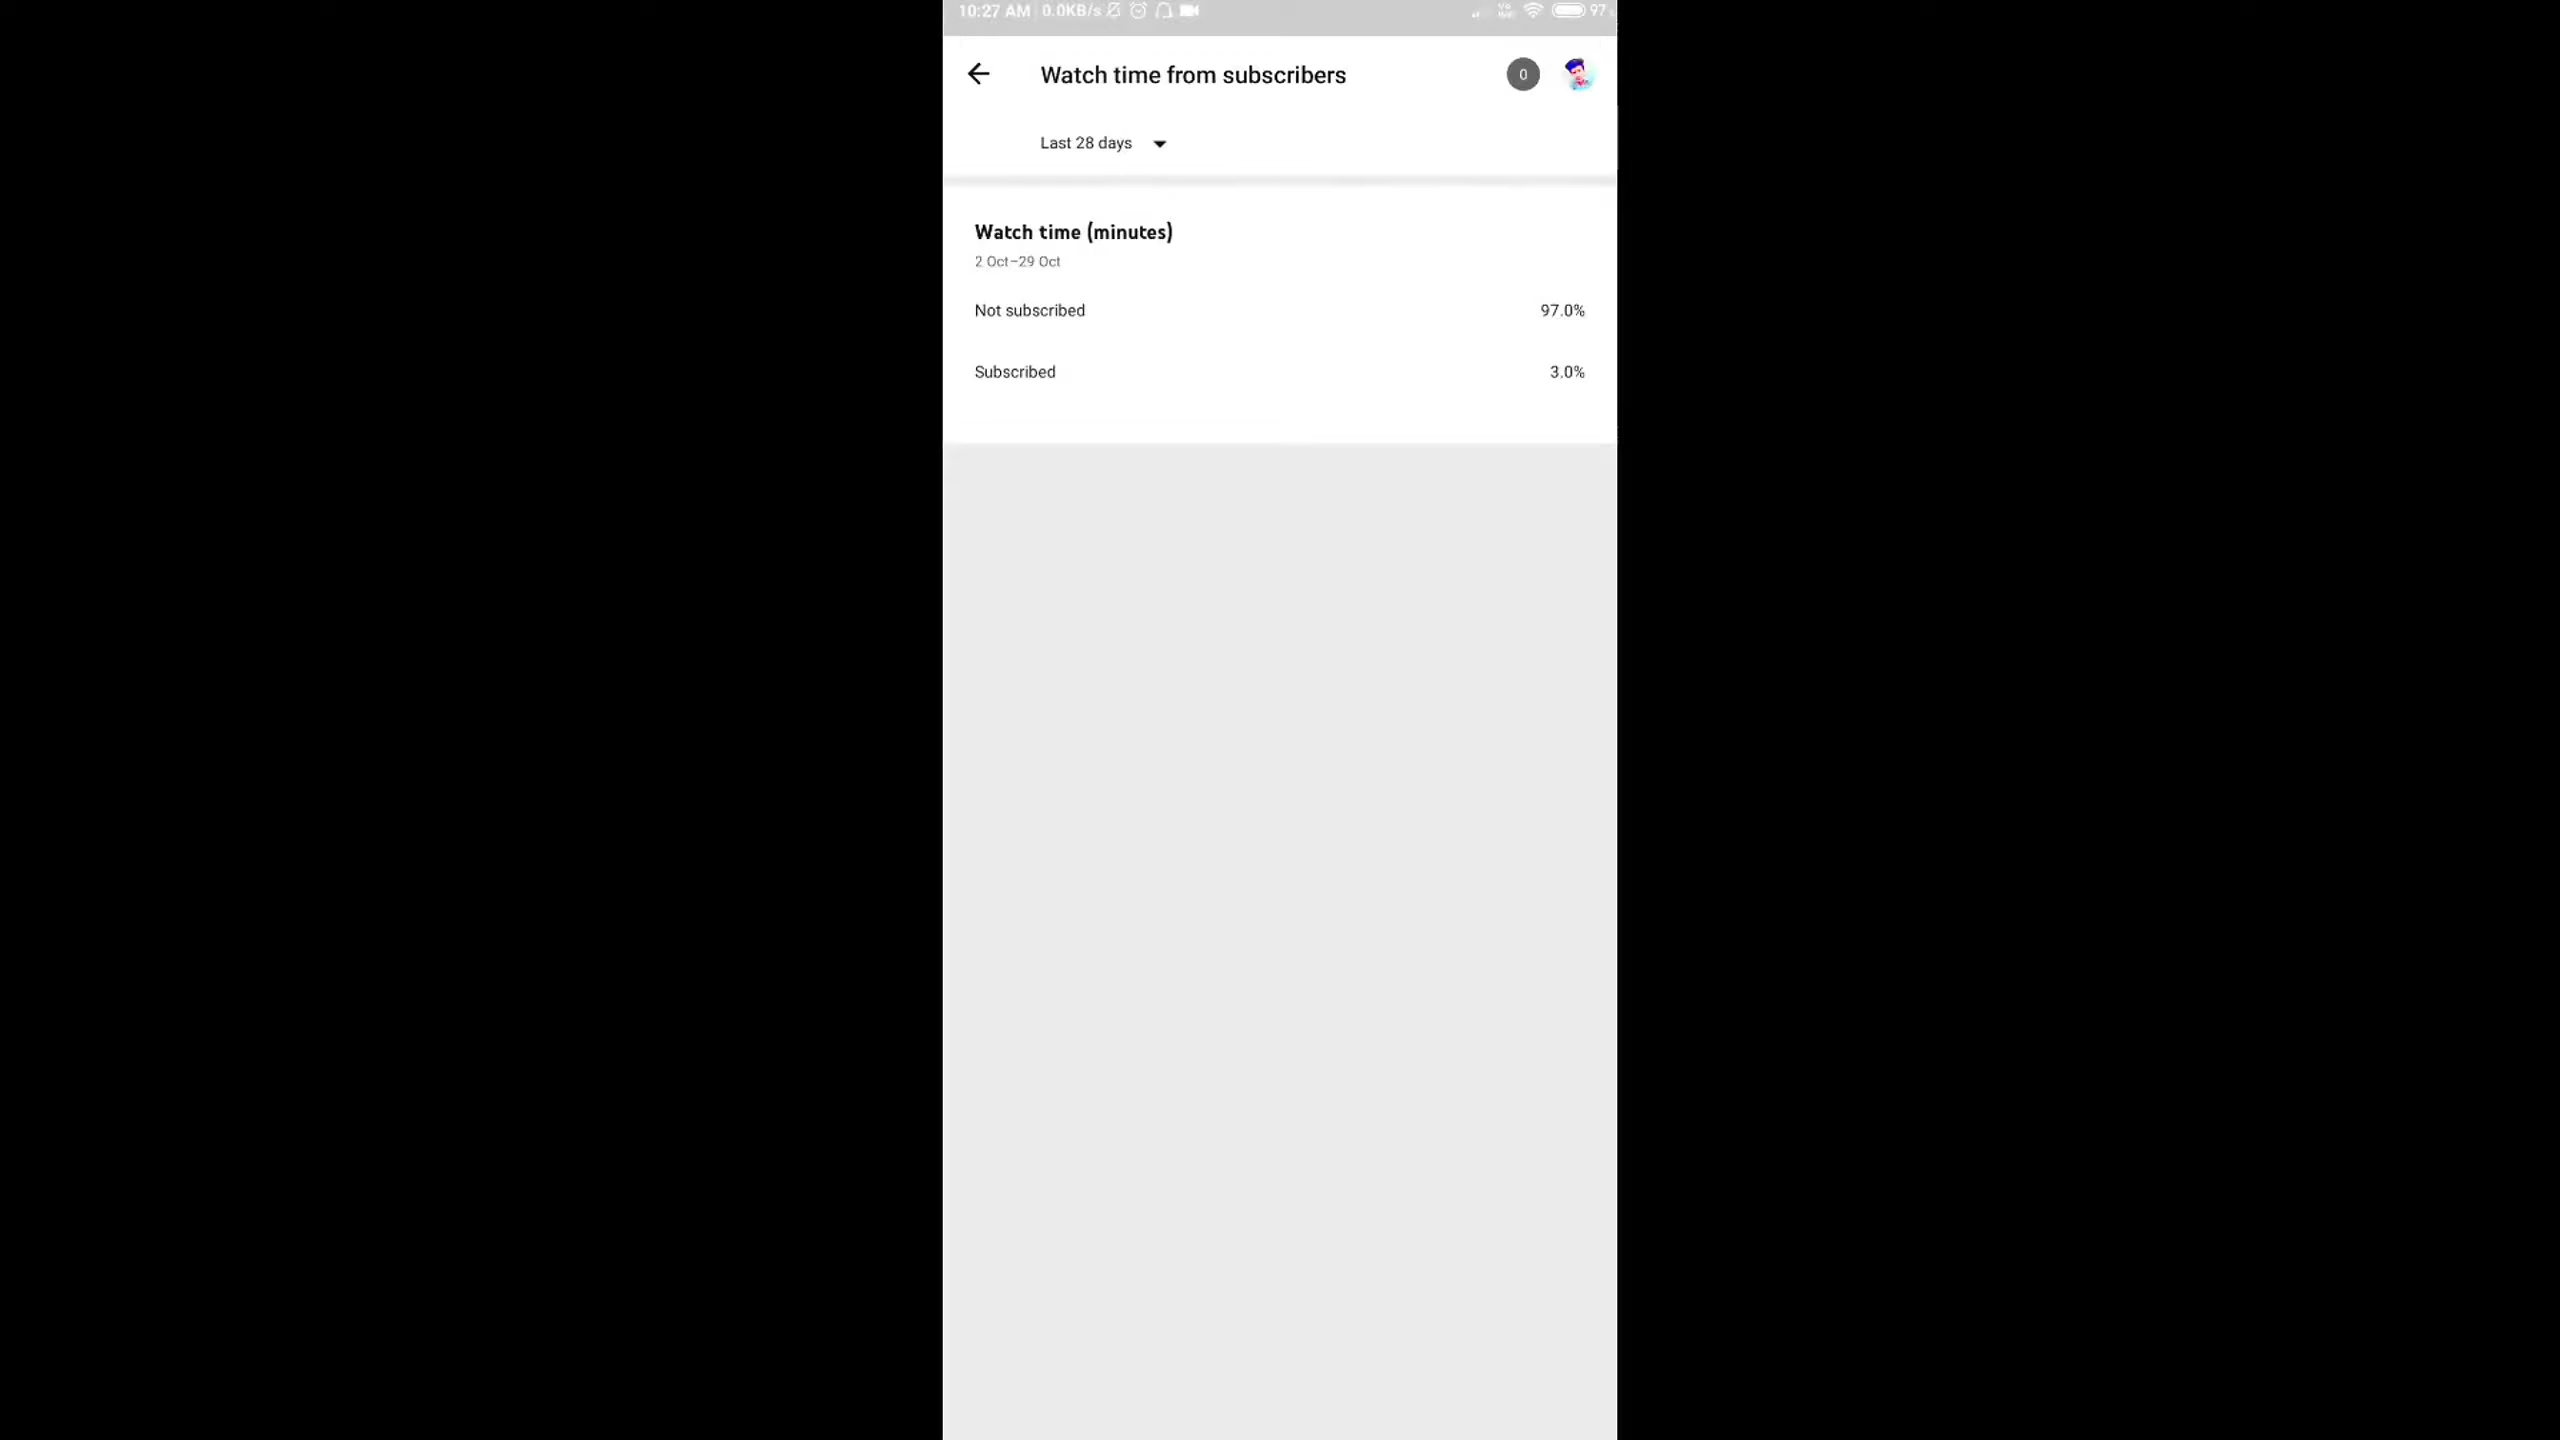 10:27 AM 0.0KB/s 97
Watch time from subscribers 0
Last 28 days
Watch time (minutes)
2 Oct–29 Oct
Not subscribed 97.0%
Subscribed 3.0%